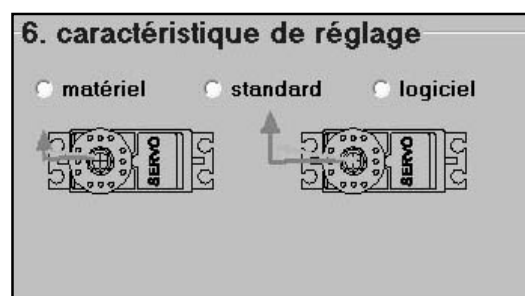 6. caractéristique de réglage
matériel standard logiciel
SERVO SERVO